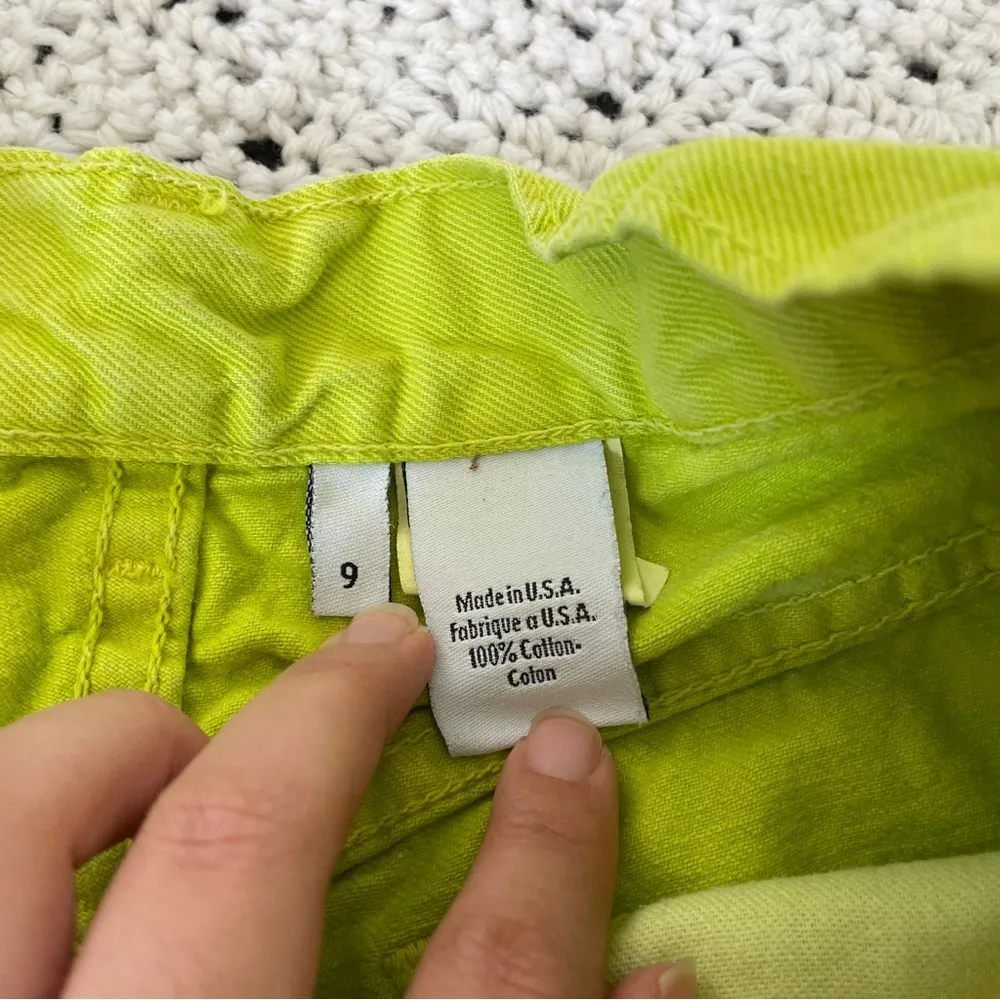 9
Made in U.S.A.
Fabrique a U.S.A.
100% Cotton-
Coton